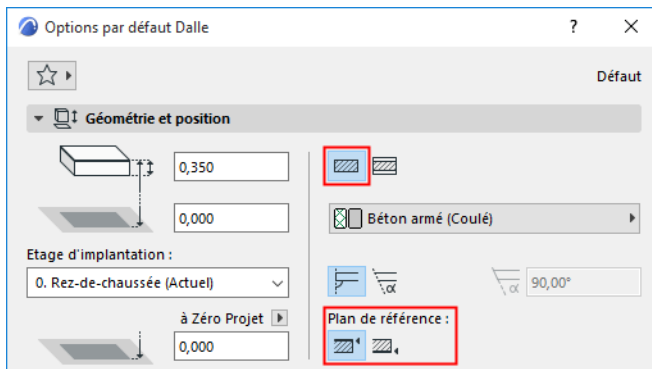 Options par défaut Dalle
?
Défaut
Géométrie et position
0,350
0,000
Béton armé (Coulé)
Etage d'implantation :
0. Rez-de-chaussée (Actuel)
α
α
90,00°
à Zéro Projet
Plan de référence :
0,000